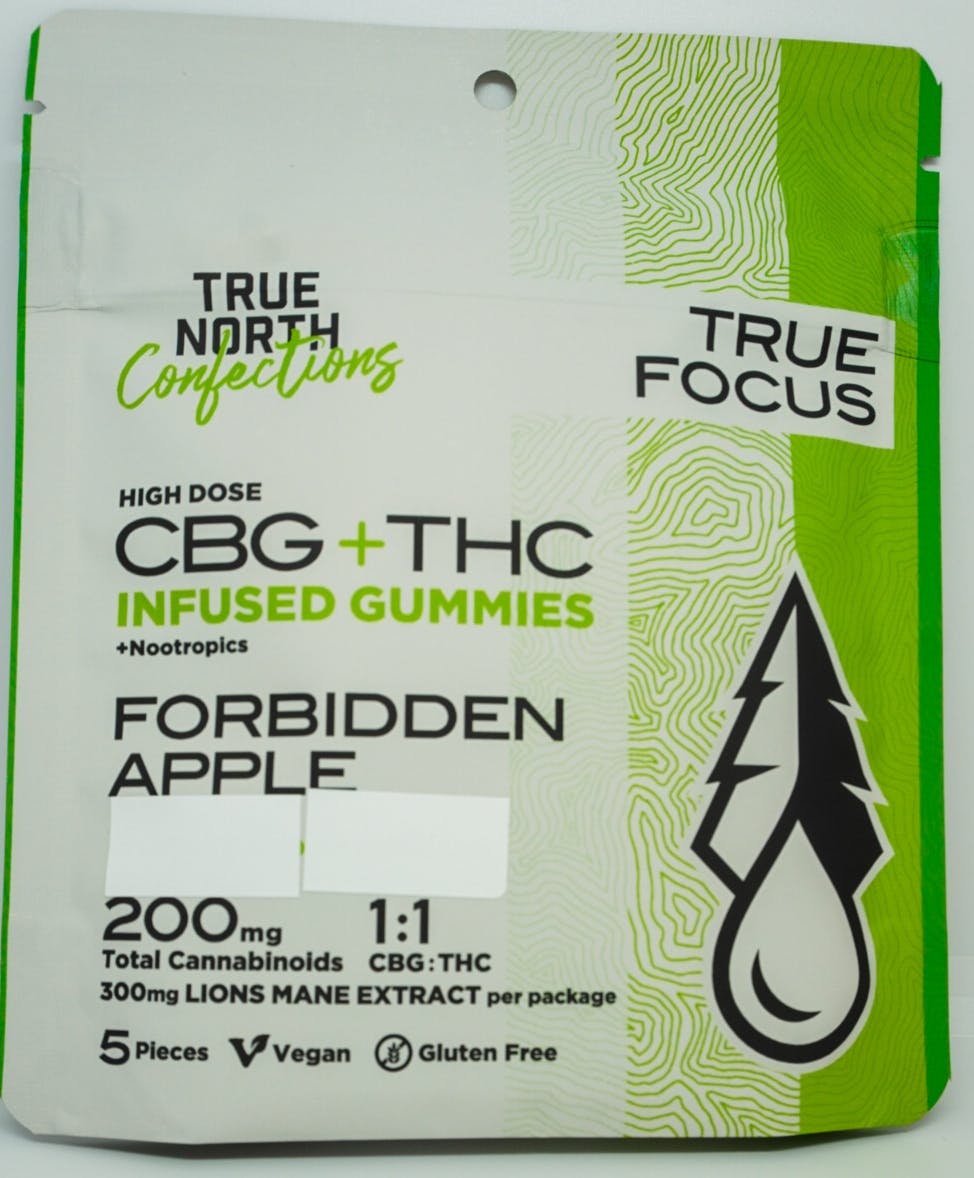 TRUE
NORTH
Confections
TRUE
FOCUS
HIGH DOSE
CBG+THC
INFUSED GUMMIES
+Nootropics
FORBIDDEN
APPLE
200mg 1:1
Total Cannabinoids CBG:THC
300mg LIONS MANE EXTRACT per package
5 Pieces Vegan Gluten Free